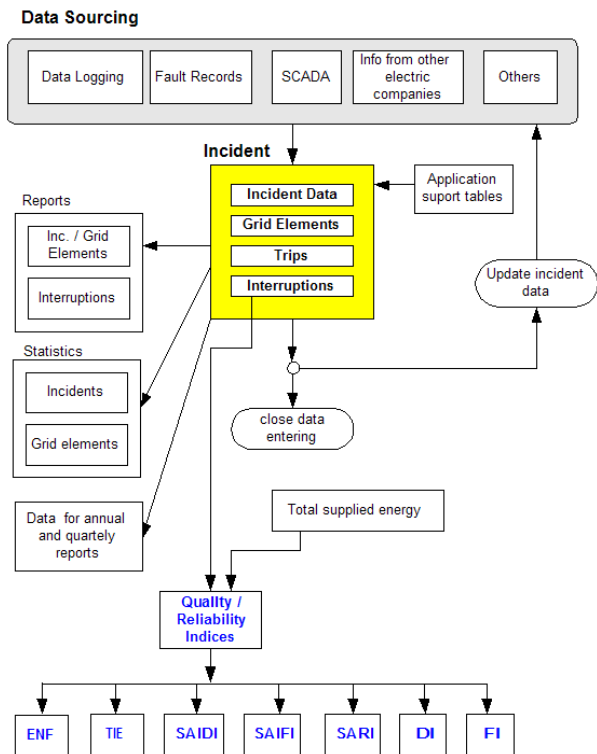 Data Sourcing
Data Logging
Fault Records
SCADA
Info from other
electric
companies
Others
Incident
Incident Data
Grid Elements
Trips
Interruptions
Application
suport tables
Reports
Inc. / Grid
Elements
Interruptions
Update incident
data
Statistics
Incidents
Grid elements
close data
entering
Data for annual
and quartely
reports
Total supplied energy
Quality /
Reliability
Indices
ENF
TIE
SAIDI
SAIFI
SARI
DI
FI